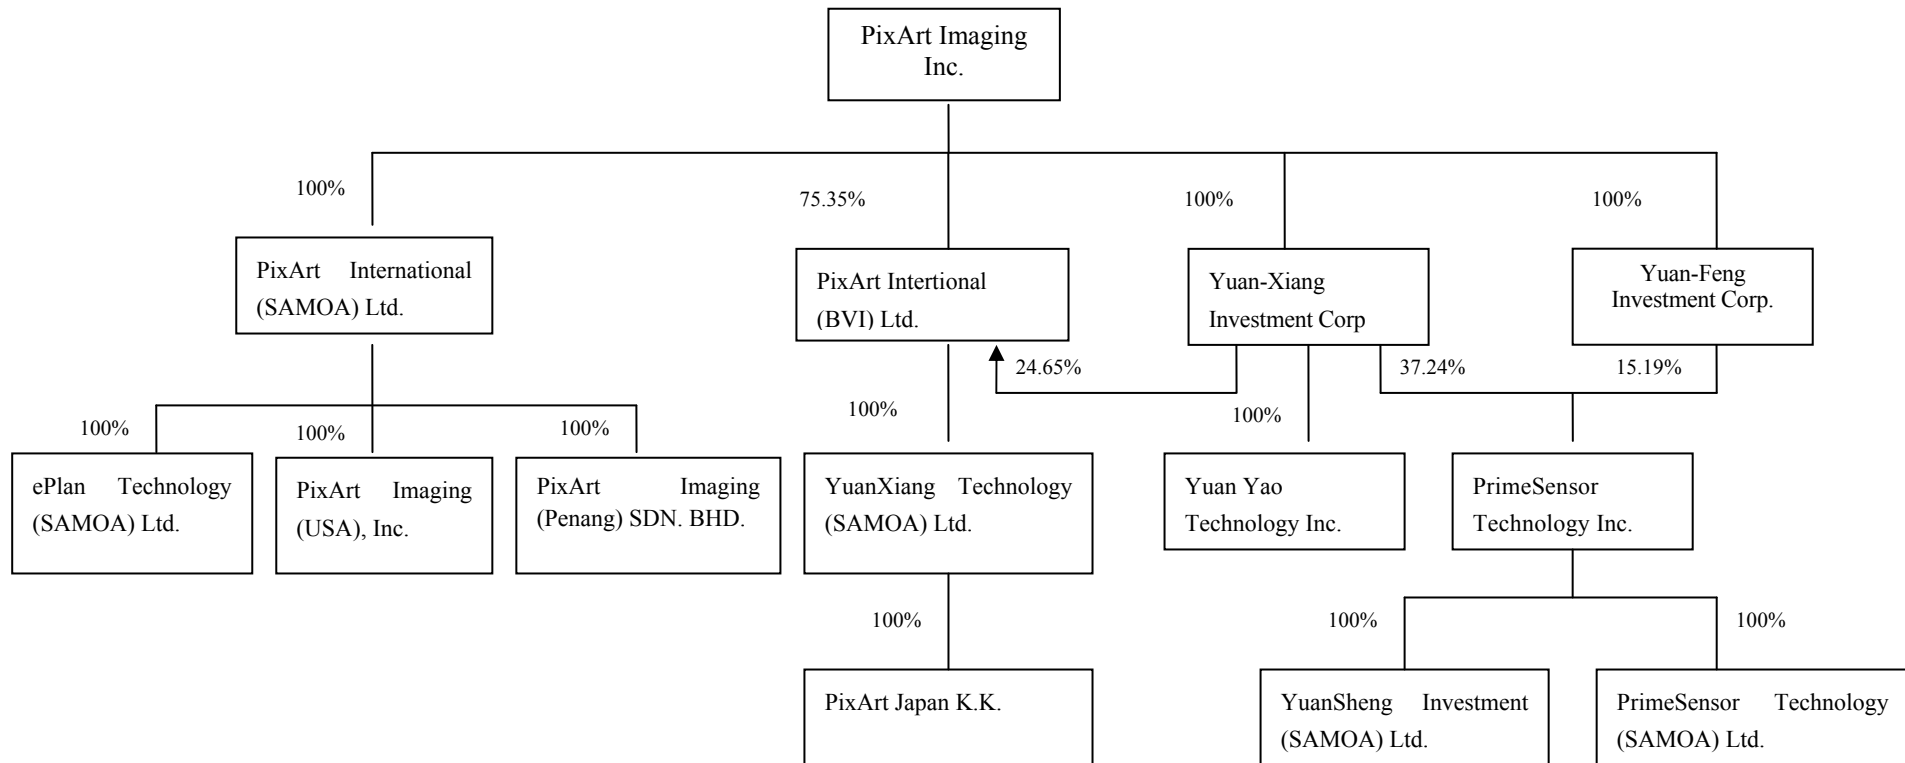 PixArt Imaging
Inc.
100%
75.35%
100%
100%
PixArt International
(SAMOA) Ltd.
PixArt Intertional
(BVI) Ltd.
Yuan-Xiang
Investment Corp
Yuan-Feng
Investment Corp.
24.65%
37.24%
15.19%
100%
100%
100%
100%
100%
ePlan Technology
(SAMOA) Ltd.
PixArt Imaging
(USA), Inc.
PixArt Imaging
(Penang) SDN. BHD.
YuanXiang Technology
(SAMOA) Ltd.
Yuan Yao
Technology Inc.
PrimeSensor
Technology Inc.
100%
100%
100%
PixArt Japan K.K.
YuanSheng Investment
(SAMOA) Ltd.
PrimeSensor Technology
(SAMOA) Ltd.